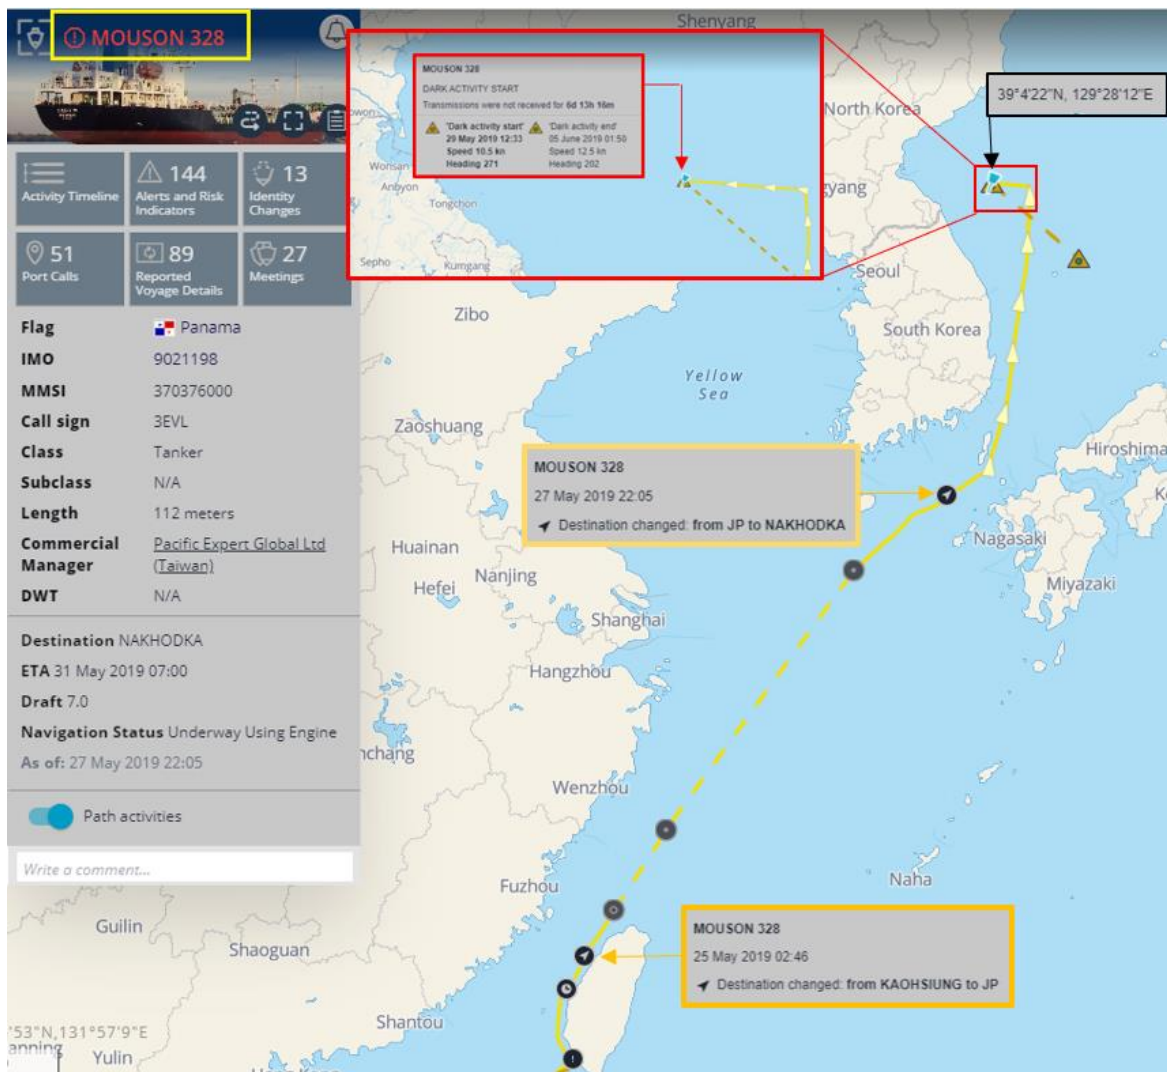 MOUSON 328
144
13
Activity Timeline
Alerts and Risk
Indicators
Identity
Changes
51
89
27
Port Calls
Reported
Voyage Details
Meetings
Flag Panama
IMO 9021198
MMSI 370376000
Call sign 3EVL
Class Tanker
Subclass N/A
Length 112 meters
Commercial Pacific Expert Global Ltd
Manager (Taiwan)
DWT N/A
Destination NAKHODKA
ETA 31 May 2019 07:00
Draft 7.0
Navigation Status Underway Using Engine
As of: 27 May 2019 22:05
Path activities
Write a comment...
MOUSON 328
DARK ACTIVITY START
Transmissions were not received for 6d 13h 16m
'Dark activity start' 'Dark activity end'
29 May 2019 12:33 05 June 2019 01:50
Speed 10.5 kn Speed 12.5 kn
Heading 271 Heading 202
Wonsan
Anbyon
Tongchon
Sepho
Kumgang
39°4'22"N, 129°28'12"E
Shenyang
North Korea
Seoul
South Korea
Zibo
Yellow
Sea
Zaozhuang
Hiroshima
MOUSON 328
27 May 2019 22:05
Destination changed: from JP to NAKHODKA
Nagasaki
Miyazaki
Huainan
Hefei
Nanjing
Shanghai
Hangzhou
Wenzhou
Fuzhou
Naha
MOUSON 328
25 May 2019 02:46
Destination changed: from KAOHSIUNG to JP
Guilin
Shaoguan
Shantou
'53"N,131°57'9"E
Yulin